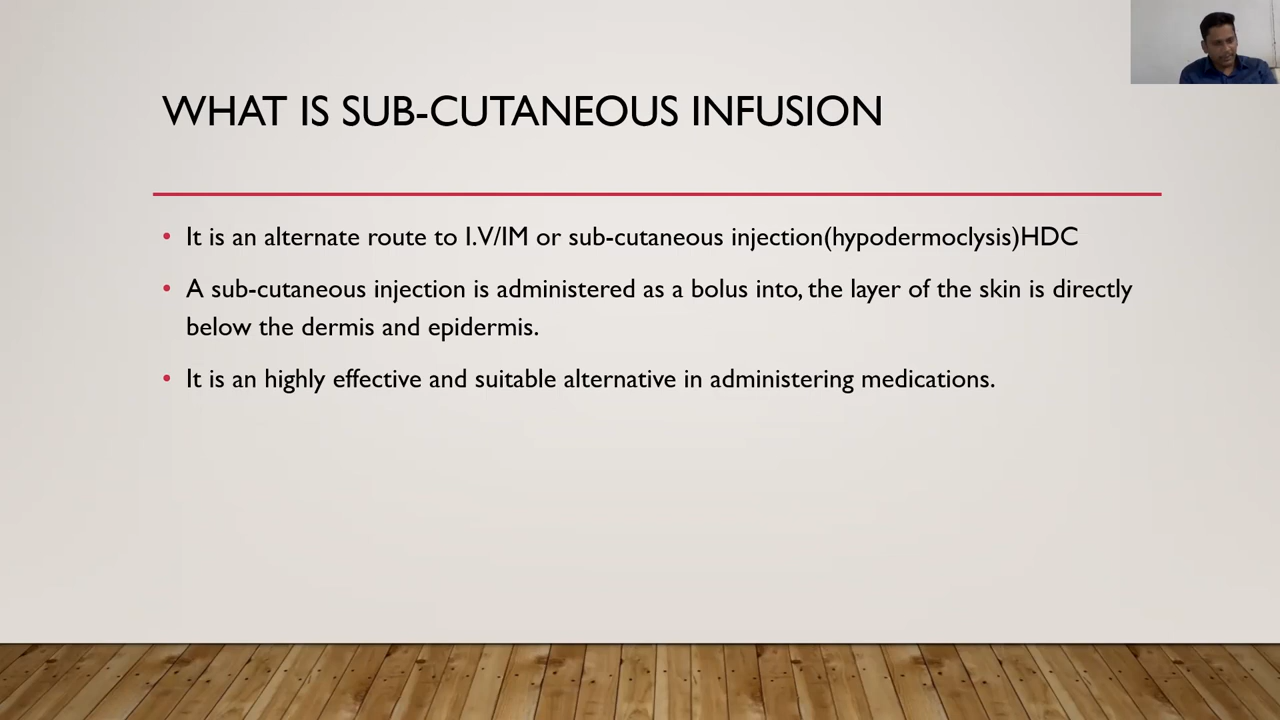 WHAT IS SUB-CUTANEOUS INFUSION
• It is an alternate route to I.V/IM or sub-cutaneous injection(hypodermoclysis)HDC
• A sub-cutaneous injection is administered as a bolus into, the layer of the skin is directly
below the dermis and epidermis.
• It is an highly effective and suitable alternative in administering medications.